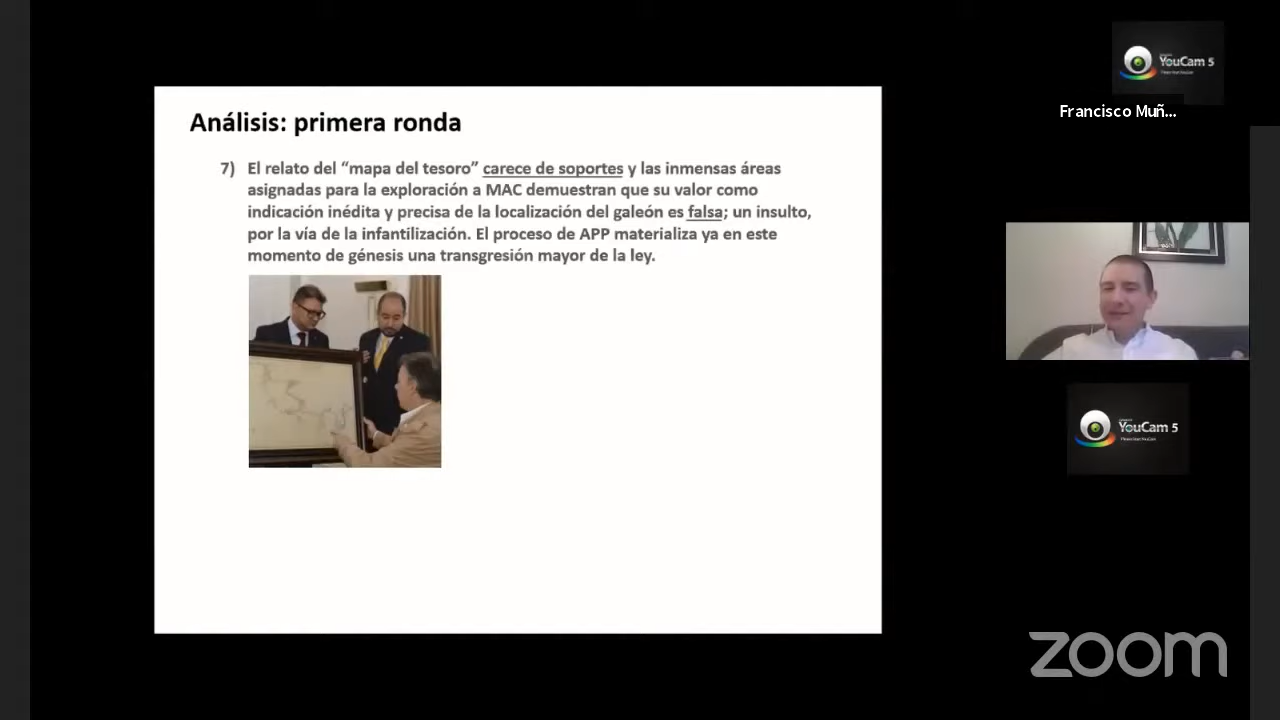 Análisis: primera ronda
7) El relato del “mapa del tesoro” carece de soportes y las inmensas áreas
asignadas para la exploración a MAC demuestran que su valor como
indicación inédita y precisa de la localización del galeón es falsa; un insulto,
por la vía de la infantilización. El proceso de APP materializa ya en este
momento de génesis una transgresión mayor de la ley.
YouCam 5
Francisco Muñ...
YouCam 5
zoom